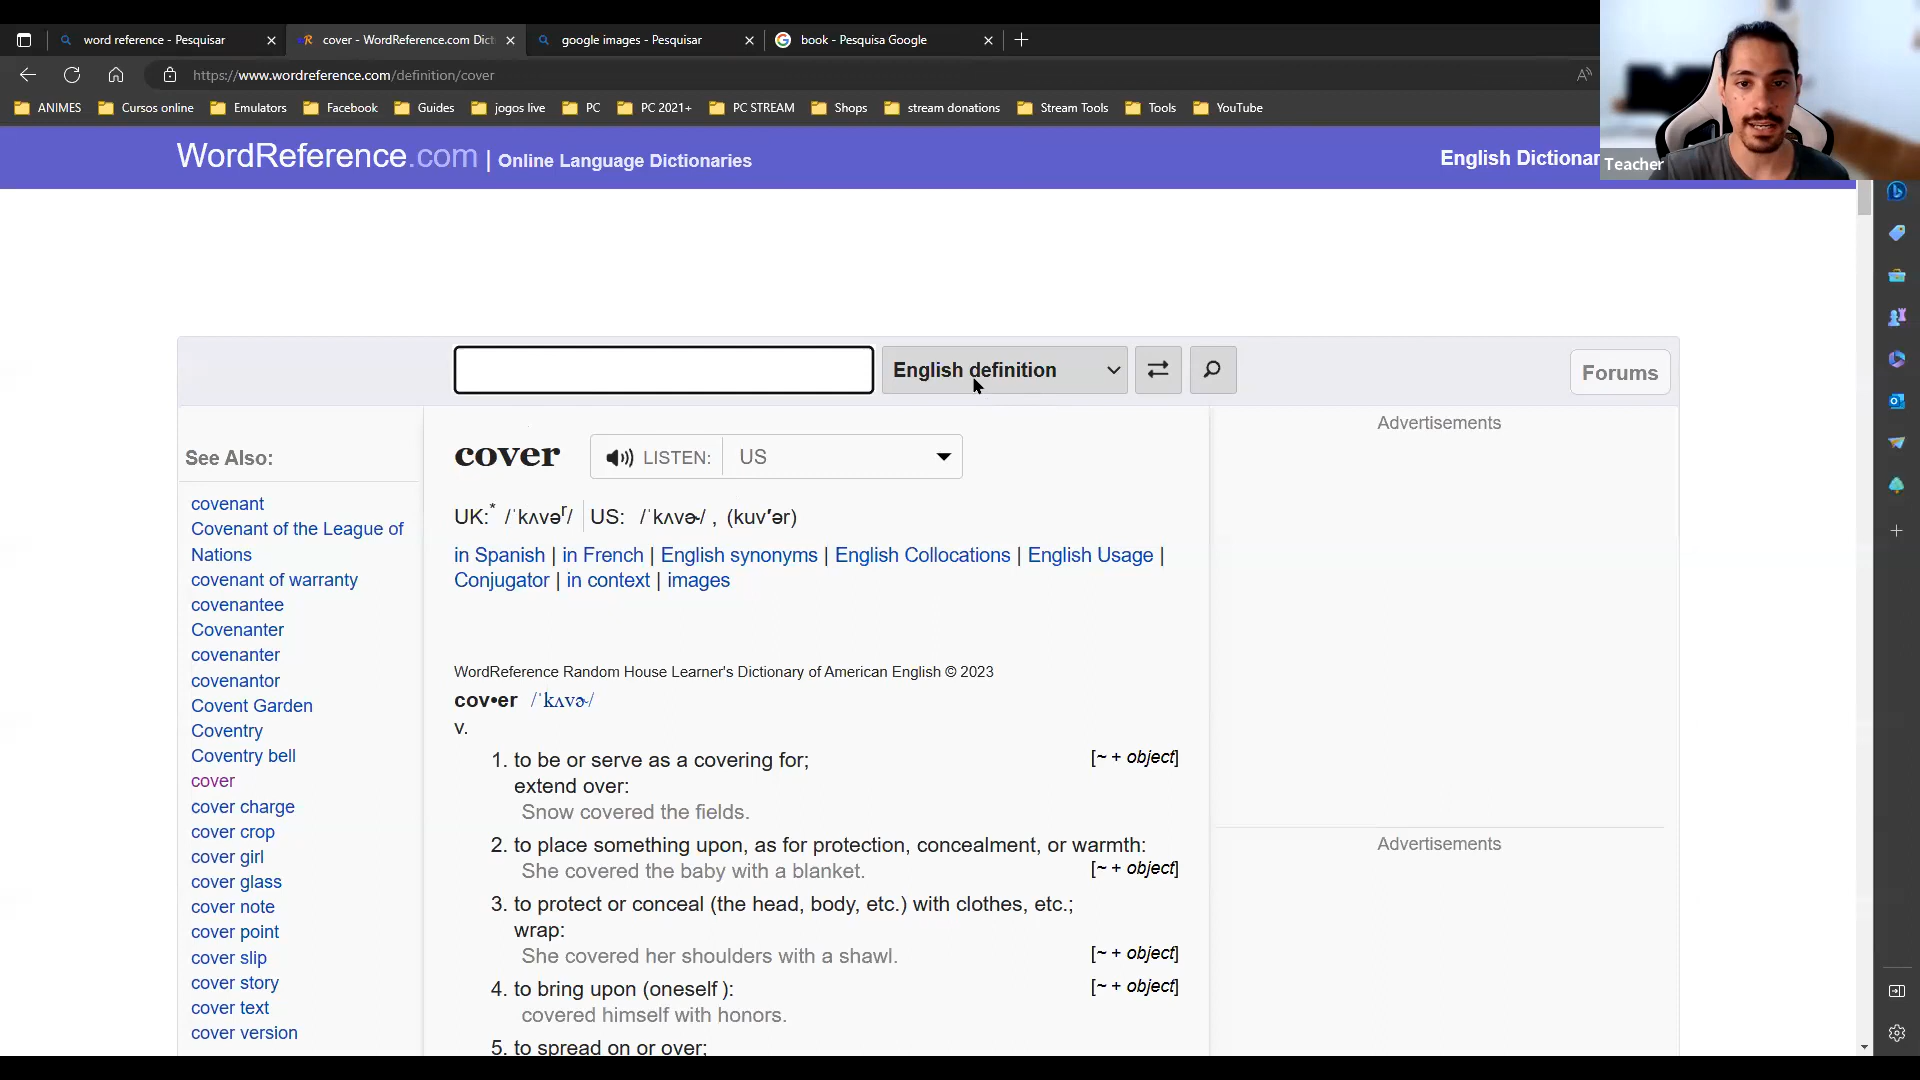 word reference - Pesquisar
cover - WordReference.com Dict
google images - Pesquisar
book - Pesquisa Google
https://www.wordreference.com/definition/cover
ANIMES
Cursos online
Emulators
Facebook
Guides
jogos live
PC
PC 2021+
PC STREAM
Shops
stream donations
Stream Tools
Tools
YouTube
WordReference.com | Online Language Dictionaries
English Dictionar
Teacher
English definition
Forums
See Also:
covenant
Covenant of the League of
Nations
covenant of warranty
covenantee
Covenanter
covenanter
covenantor
Covent Garden
Coventry
Coventry bell
cover
cover charge
cover crop
cover girl
cover glass
cover note
cover point
cover slip
cover story
cover text
cover version
cover
LISTEN:
US
UK:* /ˈkʌvəʳ/ US: /ˈkʌvɚ/ , (kuv′ər)
in Spanish | in French | English synonyms | English Collocations | English Usage |
Conjugator | in context | images
WordReference Random House Learner's Dictionary of American English © 2023
cov•er /ˈkʌvɚ/
v.
1. to be or serve as a covering for; [~ + object]
extend over:
Snow covered the fields.
2. to place something upon, as for protection, concealment, or warmth:
She covered the baby with a blanket. [~ + object]
3. to protect or conceal (the head, body, etc.) with clothes, etc.;
wrap:
She covered her shoulders with a shawl. [~ + object]
4. to bring upon (oneself ): [~ + object]
covered himself with honors.
5. to spread on or over;
Advertisements
Advertisements